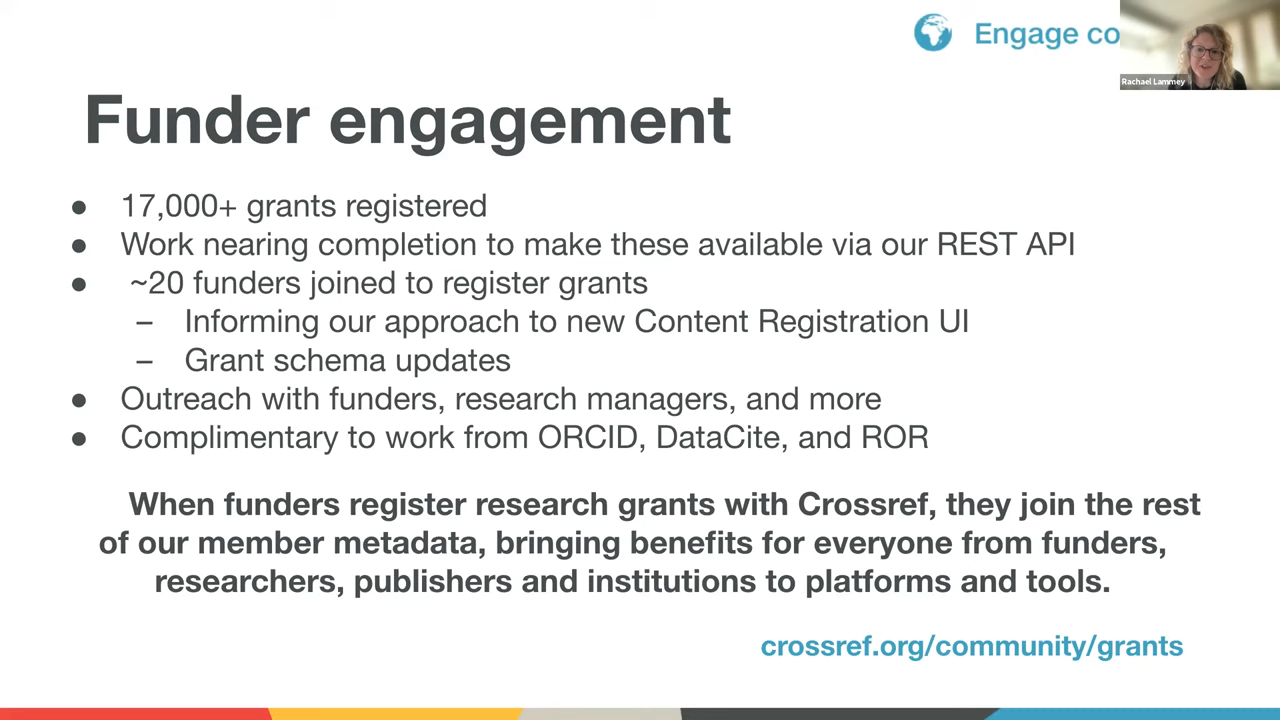 Engage co
Rachael Lammey
Funder engagement
● 17,000+ grants registered
● Work nearing completion to make these available via our REST API
● ~20 funders joined to register grants
– Informing our approach to new Content Registration UI
– Grant schema updates
● Outreach with funders, research managers, and more
● Complimentary to work from ORCID, DataCite, and ROR
When funders register research grants with Crossref, they join the rest
of our member metadata, bringing benefits for everyone from funders,
researchers, publishers and institutions to platforms and tools.
crossref.org/community/grants